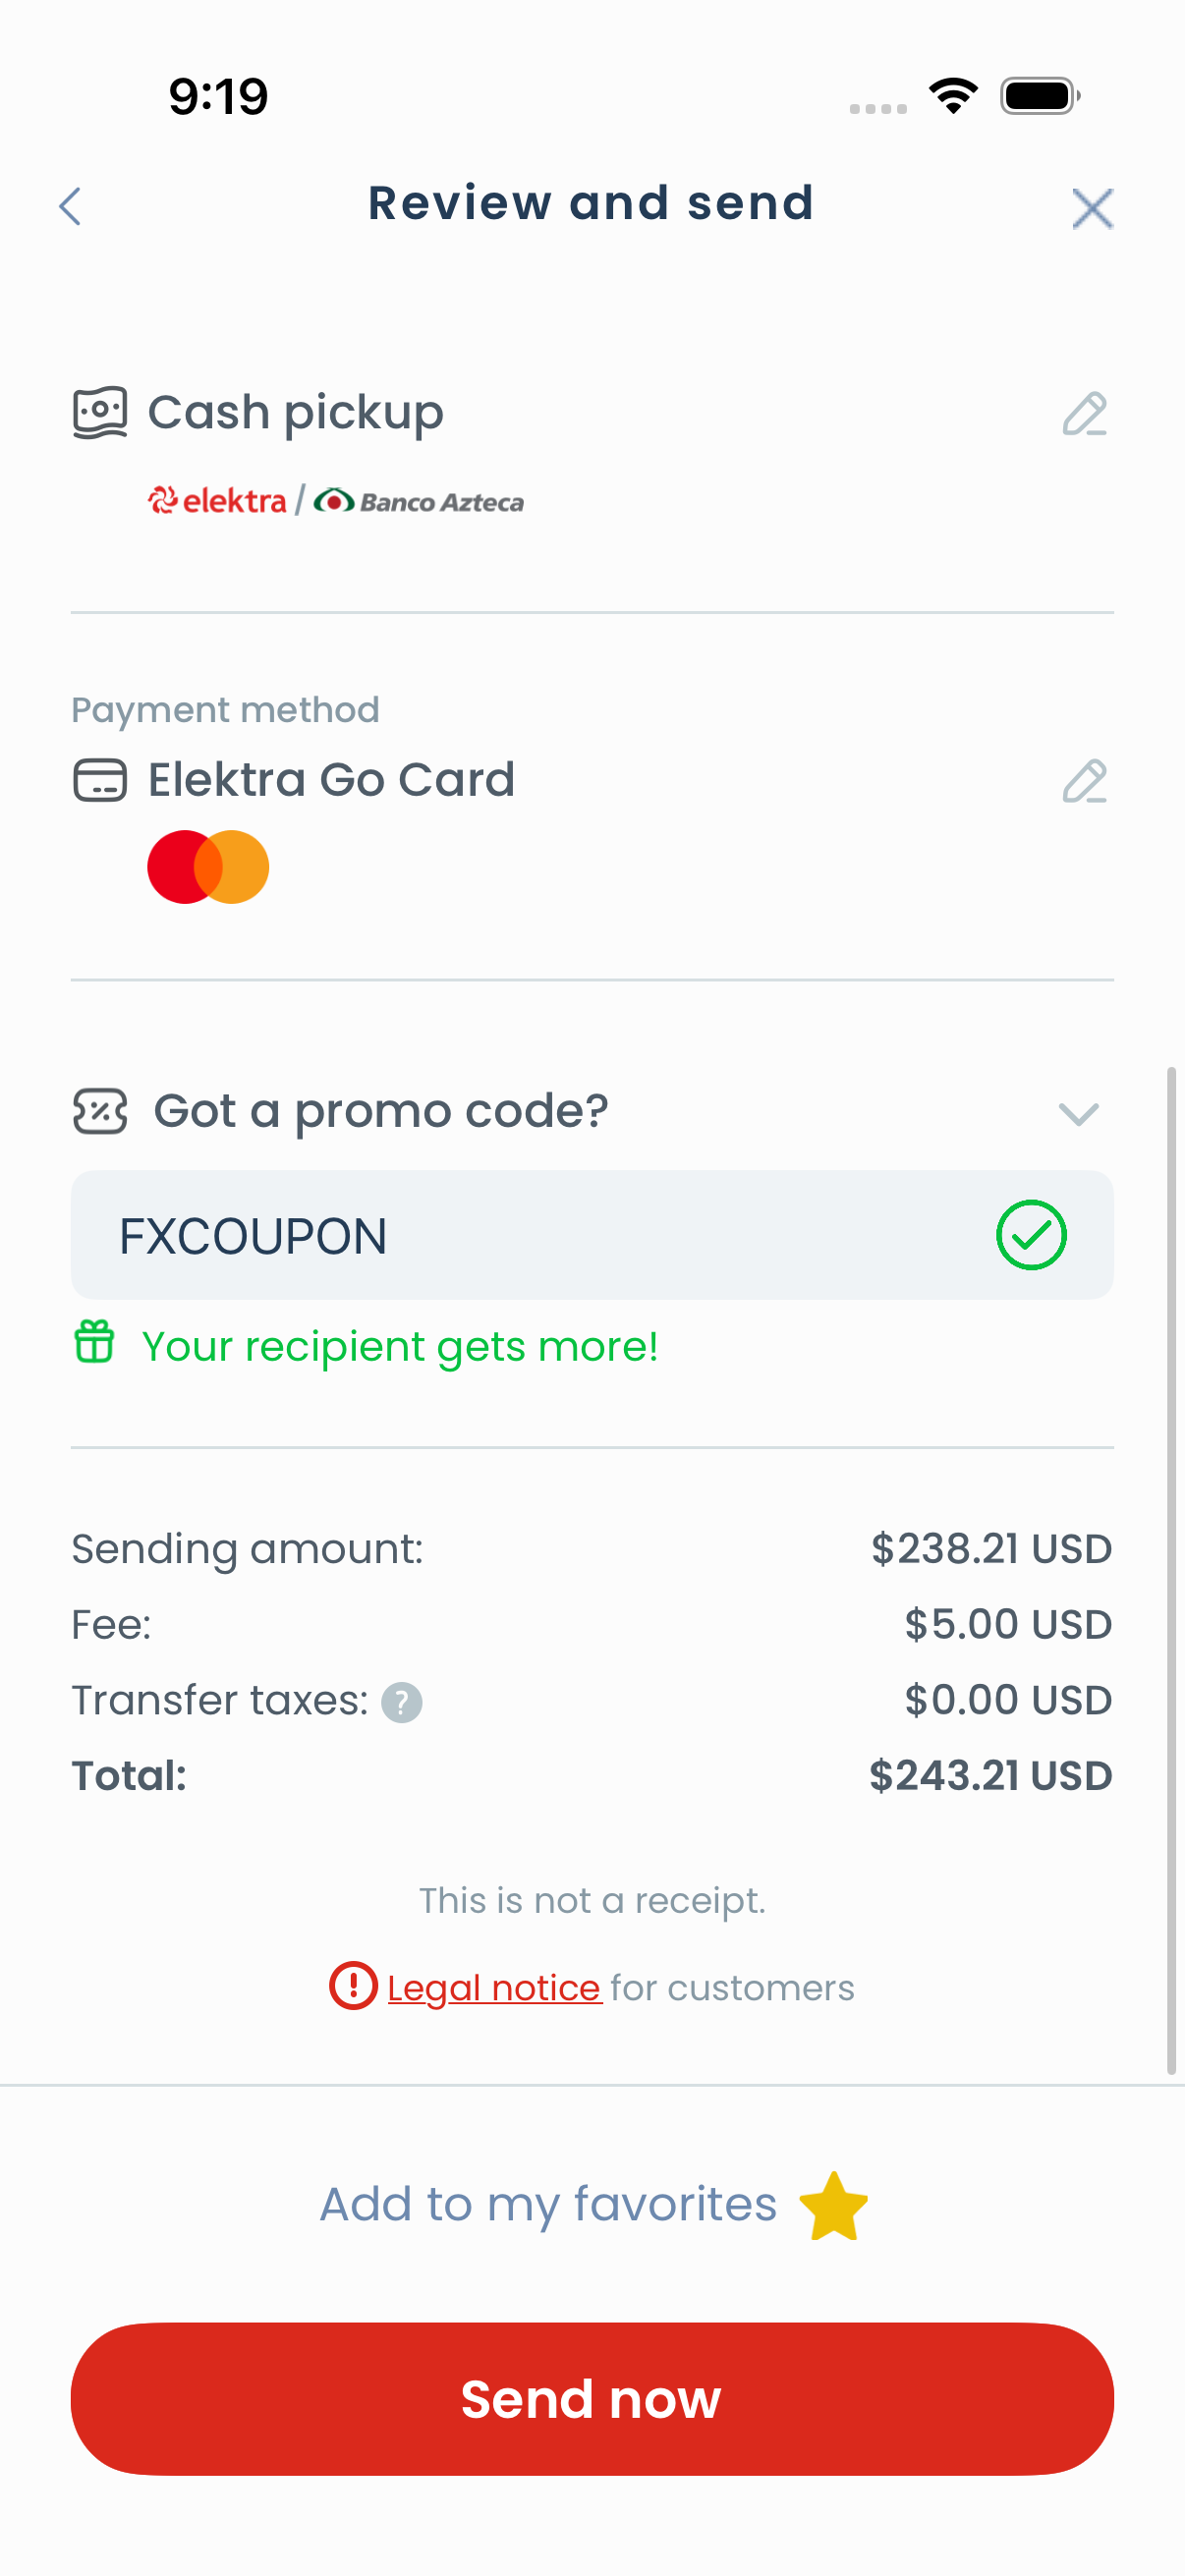 9:19
Review and send
Cash pickup
elektra / Banco Azteca
Payment method
Elektra Go Card
Got a promo code?
FXCOUPON
Your recipient gets more!
Sending amount: $238.21 USD
Fee: $5.00 USD
Transfer taxes: ? $0.00 USD
Total: $243.21 USD
This is not a receipt.
Legal notice for customers
Add to my favorites
Send now